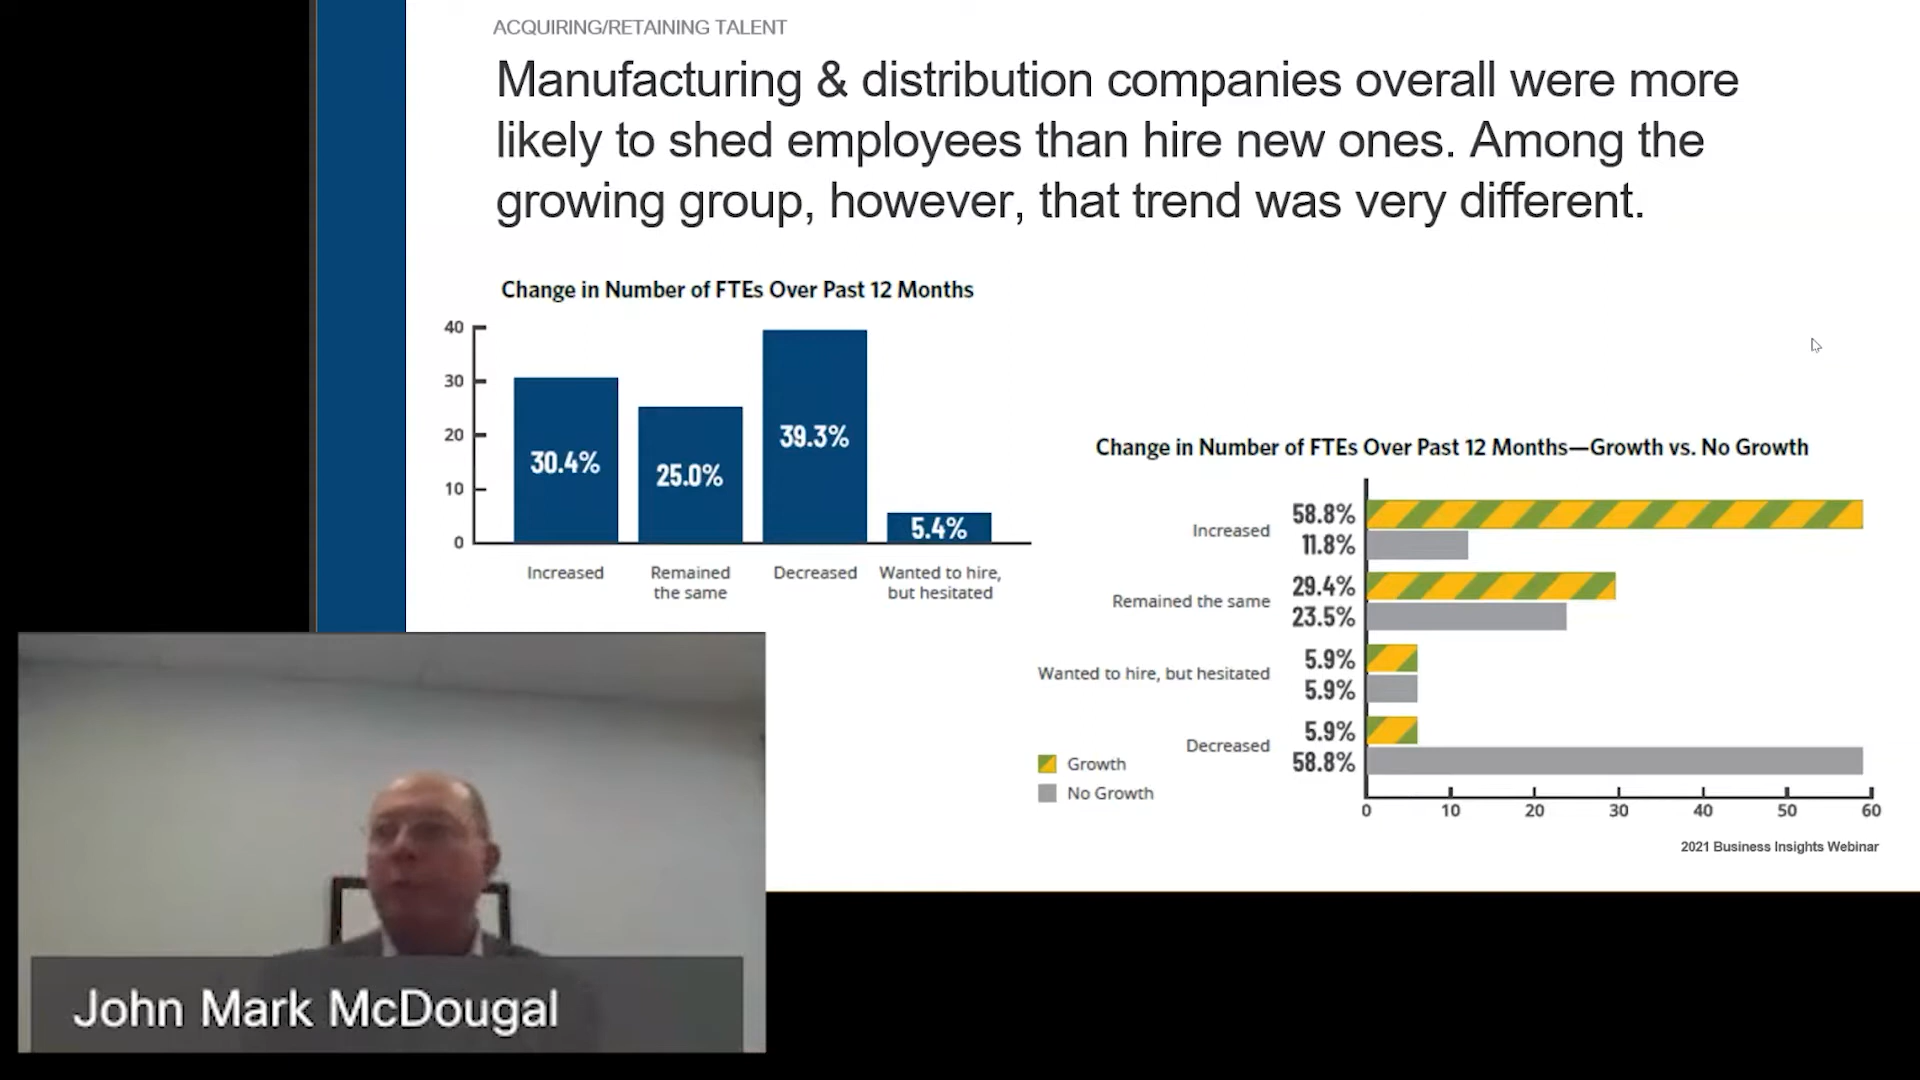 ACQUIRING/RETAINING TALENT
Manufacturing & distribution companies overall were more
likely to shed employees than hire new ones. Among the
growing group, however, that trend was very different.
Change in Number of FTEs Over Past 12 Months
40
30
20
10
0
30.4%
25.0%
39.3%
5.4%
Increased
Remained
the same
Decreased
Wanted to hire,
but hesitated
Change in Number of FTEs Over Past 12 Months—Growth vs. No Growth
Increased
58.8%
11.8%
Remained the same
29.4%
23.5%
Wanted to hire, but hesitated
5.9%
5.9%
Decreased
5.9%
58.8%
Growth
No Growth
0 10 20 30 40 50 60
2021 Business Insights Webinar
John Mark McDougal